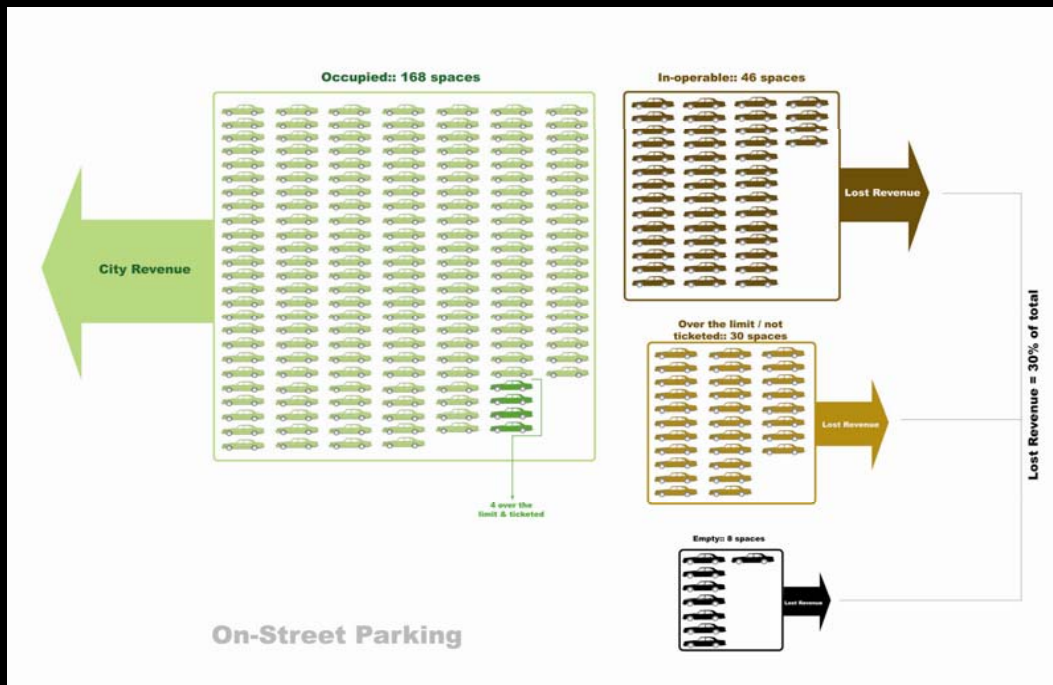 Occupied:: 168 spaces
In-operable:: 46 spaces
City Revenue
Lost Revenue
Over the limit / not
ticketed:: 30 spaces
Lost Revenue
Lost Revenue = 30% of total
4 over the
limit & ticketed
Empty:: 8 spaces
Lost Revenue
On-Street Parking